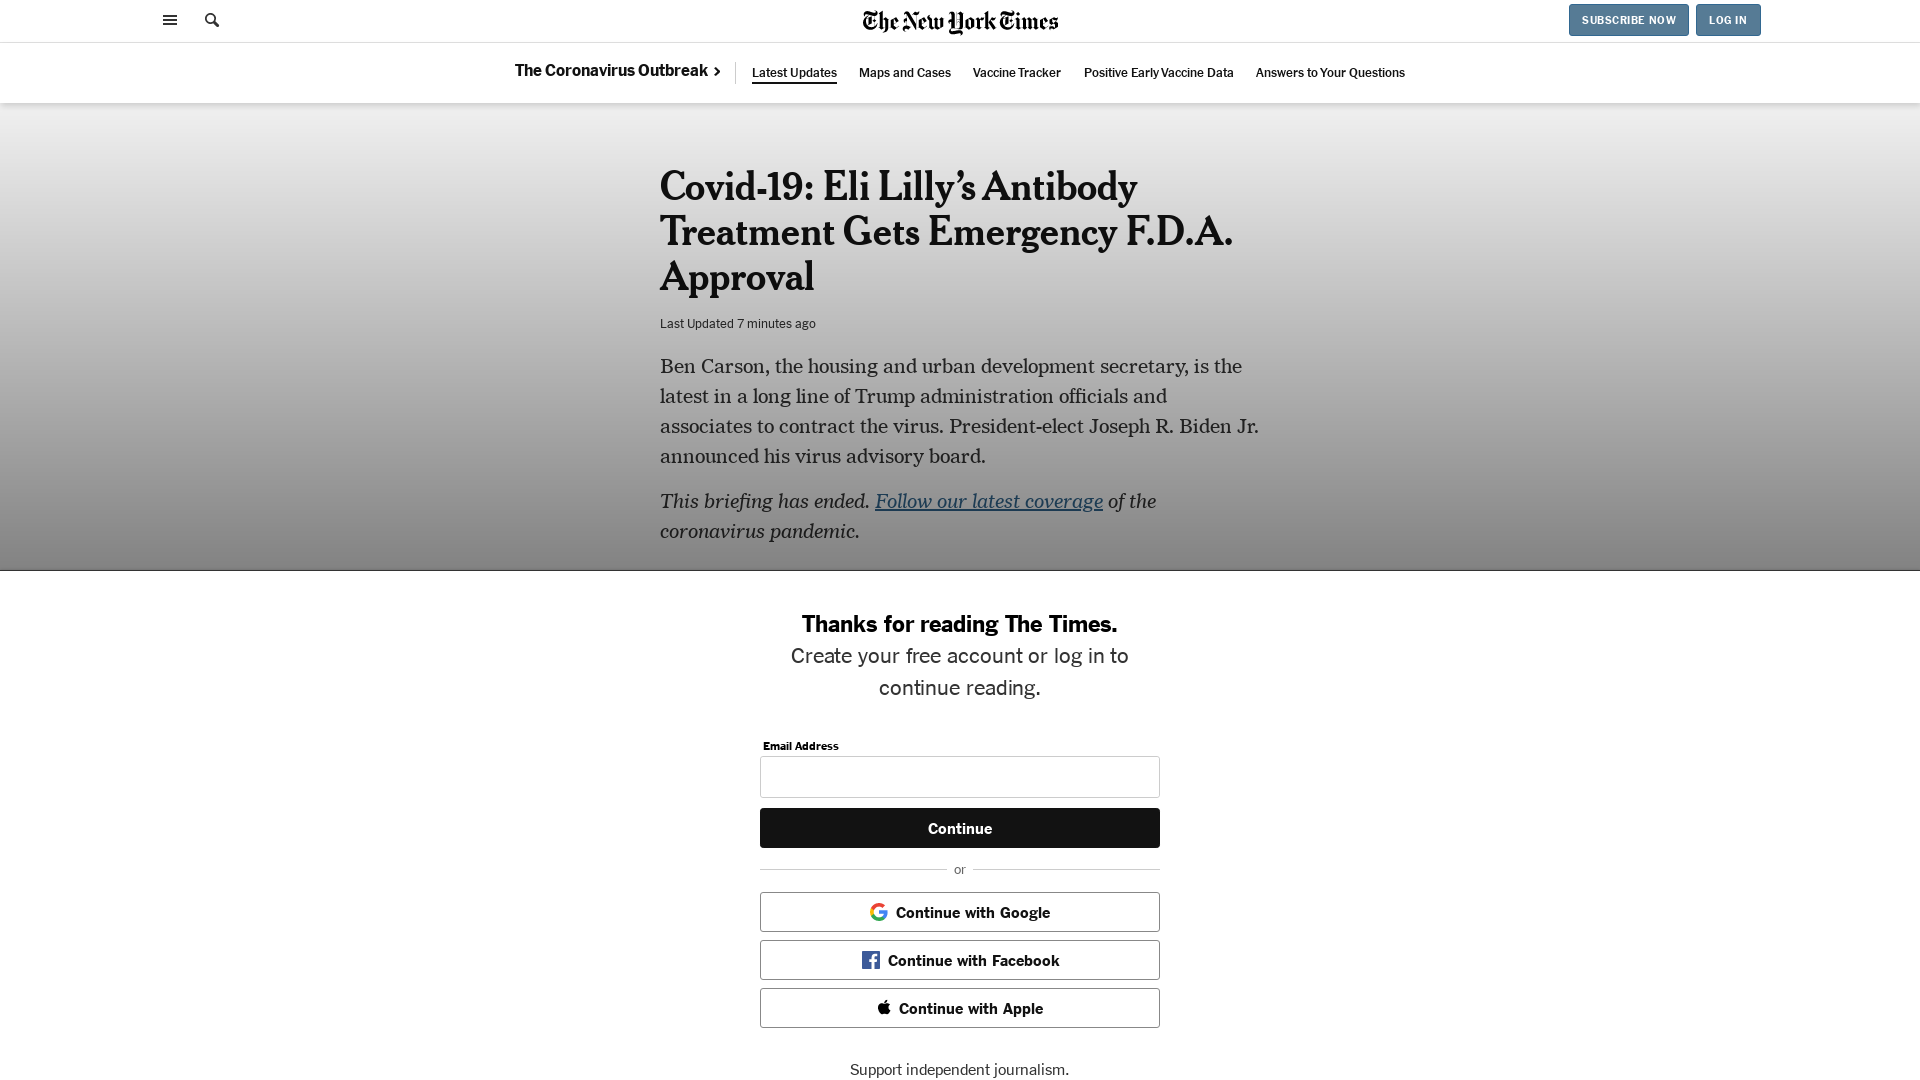 The New York Times
SUBSCRIBE NOW
LOG IN
The Coronavirus Outbreak
Latest Updates
Maps and Cases
Vaccine Tracker
Positive Early Vaccine Data
Answers to Your Questions
Covid-19: Eli Lilly’s Antibody
Treatment Gets Emergency F.D.A.
Approval
Last Updated 7 minutes ago
Ben Carson, the housing and urban development secretary, is the
latest in a long line of Trump administration officials and
associates to contract the virus. President-elect Joseph R. Biden Jr.
announced his virus advisory board.
This briefing has ended. Follow our latest coverage of the
coronavirus pandemic.
Thanks for reading The Times.
Create your free account or log in to
continue reading.
Email Address
Continue
or
Continue with Google
Continue with Facebook
Continue with Apple
Support independent journalism.